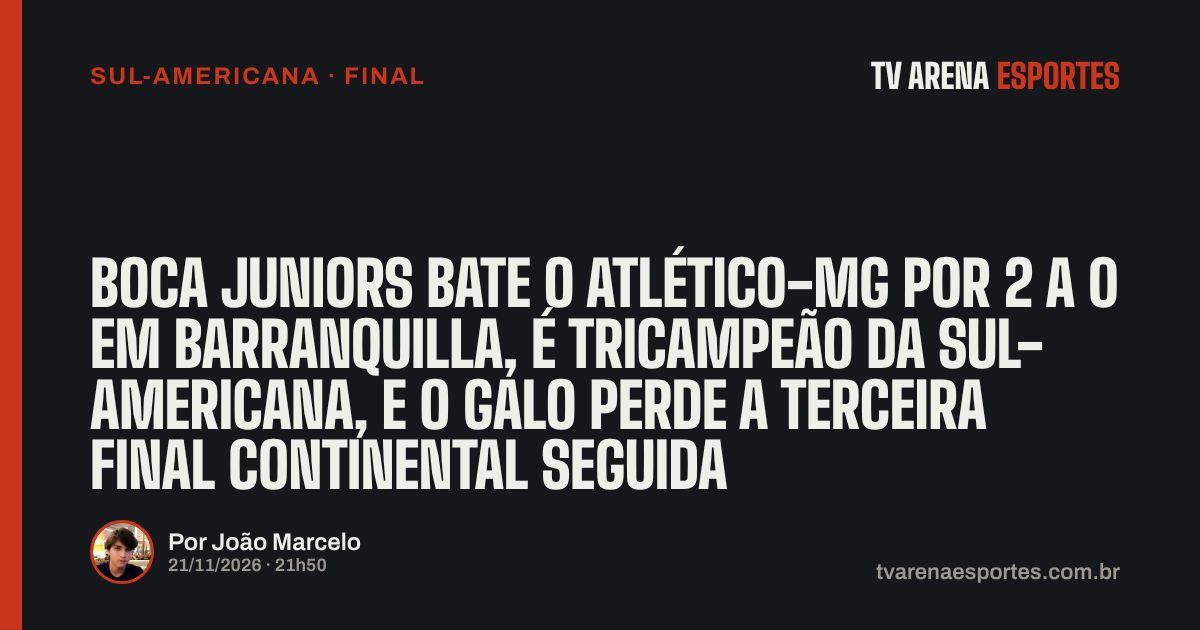 SUL-AMERICANA · FINAL
TV ARENA ESPORTES
BOCA JUNIORS BATE O ATLÉTICO-MG POR 2 A 0
EM BARRANQUILLA, É TRICAMPEÃO DA SUL-
AMERICANA, E O GALO PERDE A TERCEIRA
FINAL CONTINENTAL SEGUIDA
Por João Marcelo
21/11/2026 · 21h50
tvarenaesportes.com.br